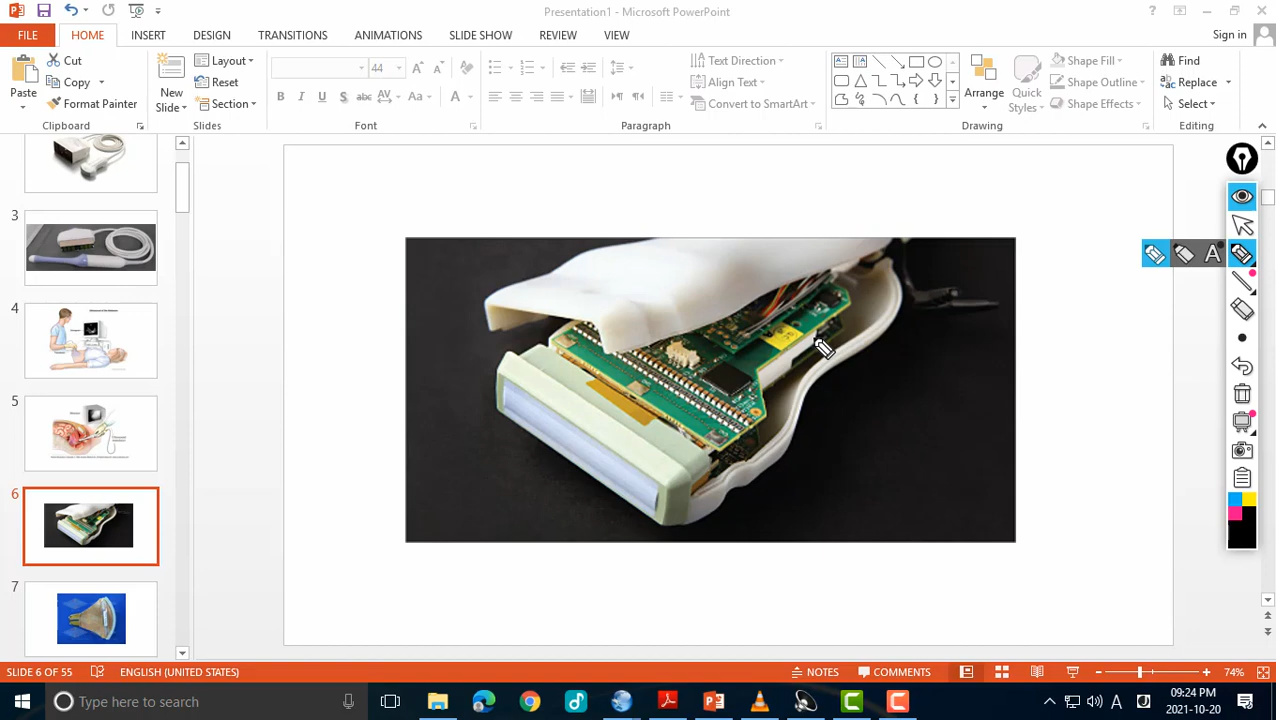 Presentation1 - Microsoft PowerPoint
FILE HOME INSERT DESIGN TRANSITIONS ANIMATIONS SLIDE SHOW REVIEW VIEW Sign in
Paste
Cut
Copy
Format Painter
Clipboard
New Slide
Layout
Reset
Section
Slides
44
B I U S abc AV Aa A
Font
Text Direction
Align Text
Convert to SmartArt
Paragraph
Arrange
Quick Styles
Shape Fill
Shape Outline
Shape Effects
Drawing
Find
Replace
Select
Editing
3
4
5
6
7
A
SLIDE 6 OF 55 ENGLISH (UNITED STATES) NOTES COMMENTS 74%
Type here to search
A
09:24 PM
2021-10-20